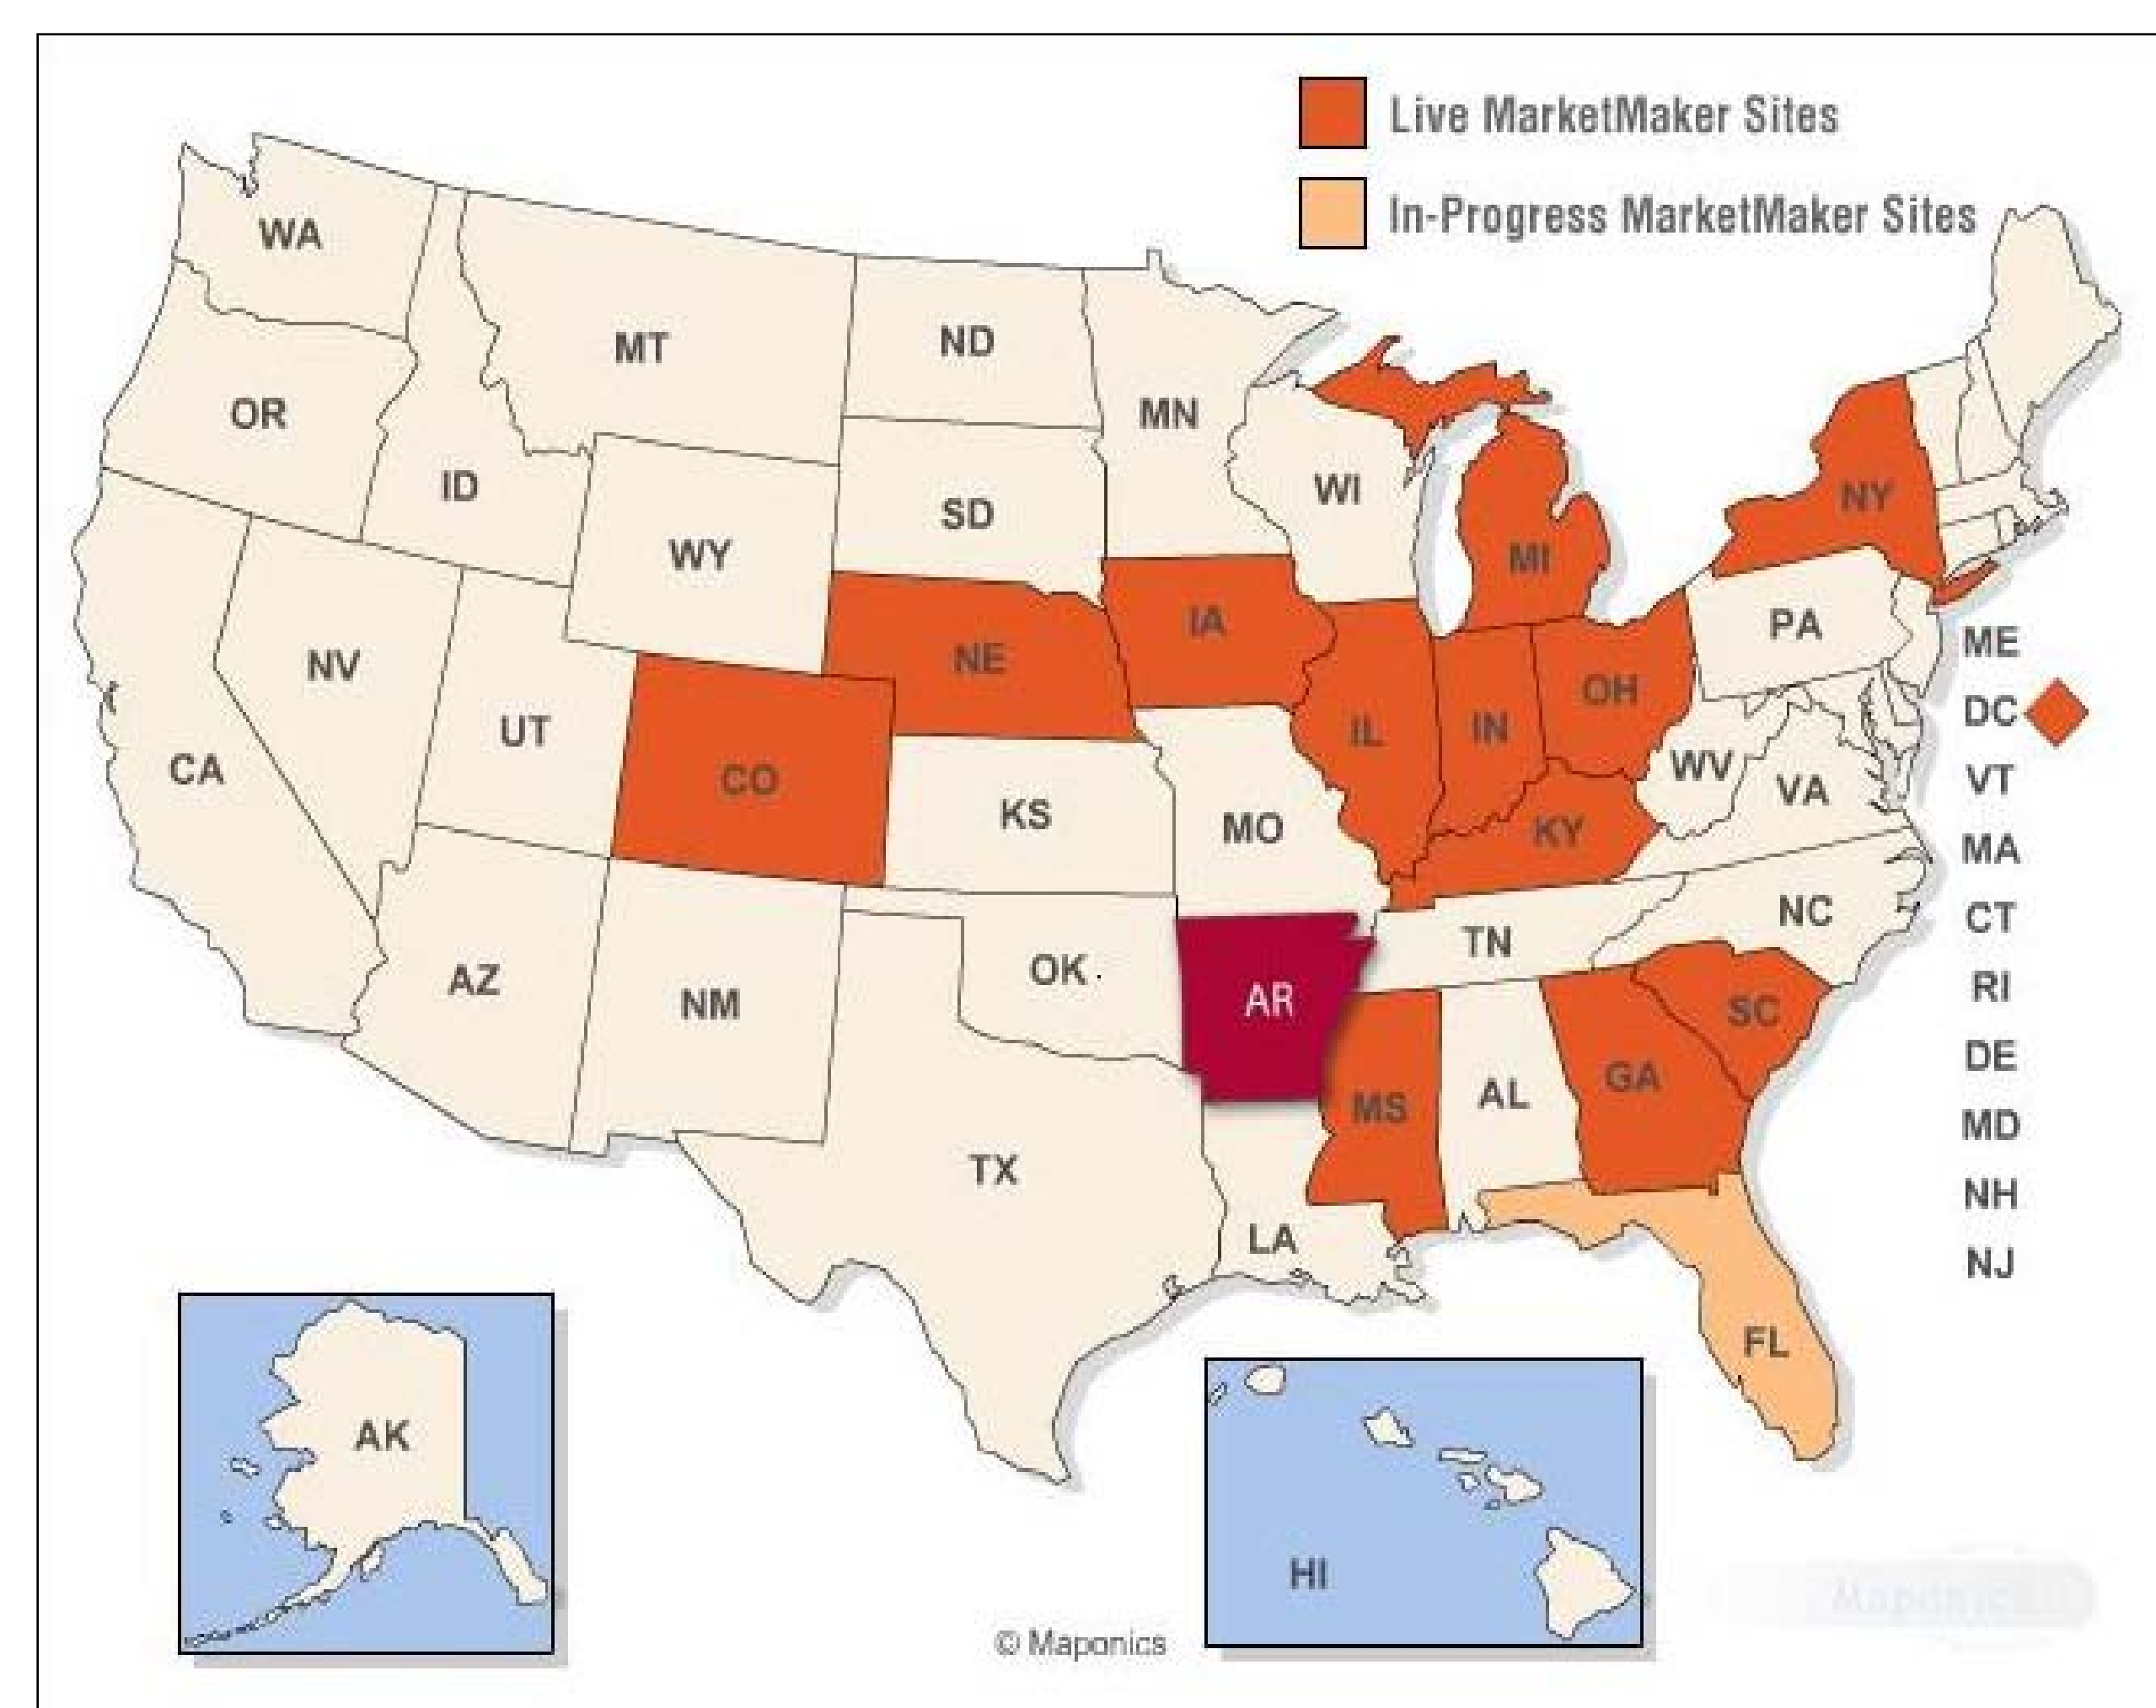 Live MarketMaker Sites
In-Progress MarketMaker Sites
WA
MT
ND
MN
OR
ID
SD
WI
NY
WY
MI
IA
PA
NE
ME
NV
OH
DC
UT
IL
IN
CO
WV
VA
VT
CA
KS
MO
KY
MA
NC
CT
TN
OK
AZ
NM
AR
SC
RI
GA
DE
MS
AL
MD
TX
NH
LA
NJ
FL
AK
HI
© Maponics
Maponics